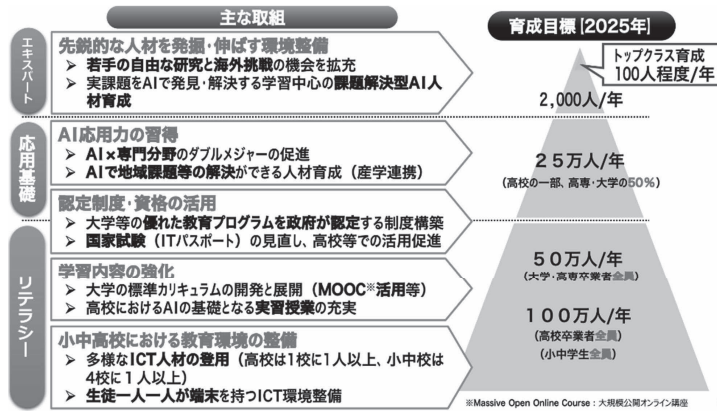 主な取組
育成目標[2025年]
エキスパート
先鋭的な人材を発掘・伸ばす環境整備
➢ 若手の自由な研究と海外挑戦の機会を拡充
➢ 実課題をAIで発見・解決する学習中心の課題解決型AI人
材育成
トップクラス育成
100人程度/年
2,000人/年
応用基礎
AI応用力の習得
➢ AI×専門分野のダブルメジャーの促進
➢ AIで地域課題等の解決ができる人材育成（産学連携）
25万人/年
(高校の一部、高専・大学の50%)
認定制度・資格の活用
➢ 大学等の優れた教育プログラムを政府が認定する制度構築
➢ 国家試験（ITパスポート）の見直し、高校等での活用促進
リテラシー
学習内容の強化
➢ 大学の標準カリキュラムの開発と展開（MOOC※活用等）
➢ 高校におけるAIの基礎となる実習授業の充実
50万人/年
(大学・高専卒業者全員)
小中高校における教育環境の整備
➢ 多様なICT人材の登用（高校は1校に1人以上、小中校は
4校に1人以上）
➢ 生徒一人一人が端末を持つICT環境整備
100万人/年
(高校卒業者全員)
(小中学生全員)
※Massive Open Online Course：大規模公開オンライン講座